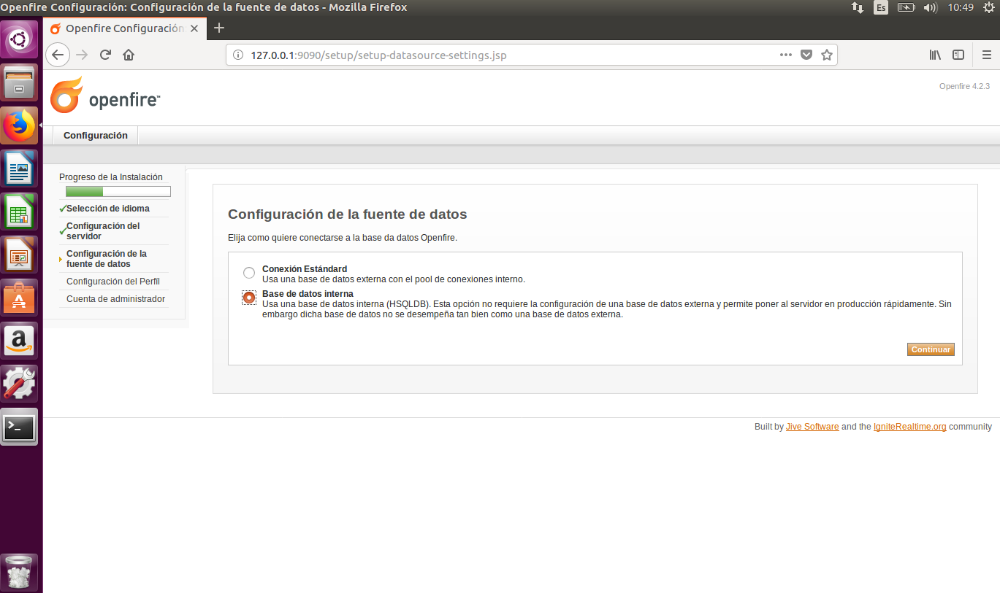 Openfire Configuración: Configuración de la fuente de datos - Mozilla Firefox
Es
10:49
Openfire Configuración
127.0.0.1:9090/setup/setup-datasource-settings.jsp
openfire™
Openfire 4.2.3
Configuración
Progreso de la Instalación
Selección de idioma
Configuración del
servidor
Configuración de la
fuente de datos
Configuración del Perfíl
Cuenta de administrador
Configuración de la fuente de datos
Elija como quiere conectarse a la base da datos Openfire.
Conexión Estándard
Usa una base de datos externa con el pool de conexiones interno.
Base de datos interna
Usa una base de datos interna (HSQLDB). Esta opción no requiere la configuración de una base de datos externa y permite poner al servidor en producción rápidamente. Sin
embargo dicha base de datos no se desempeña tan bien como una base de datos externa.
Continuar
Built by Jive Software and the IgniteRealtime.org community